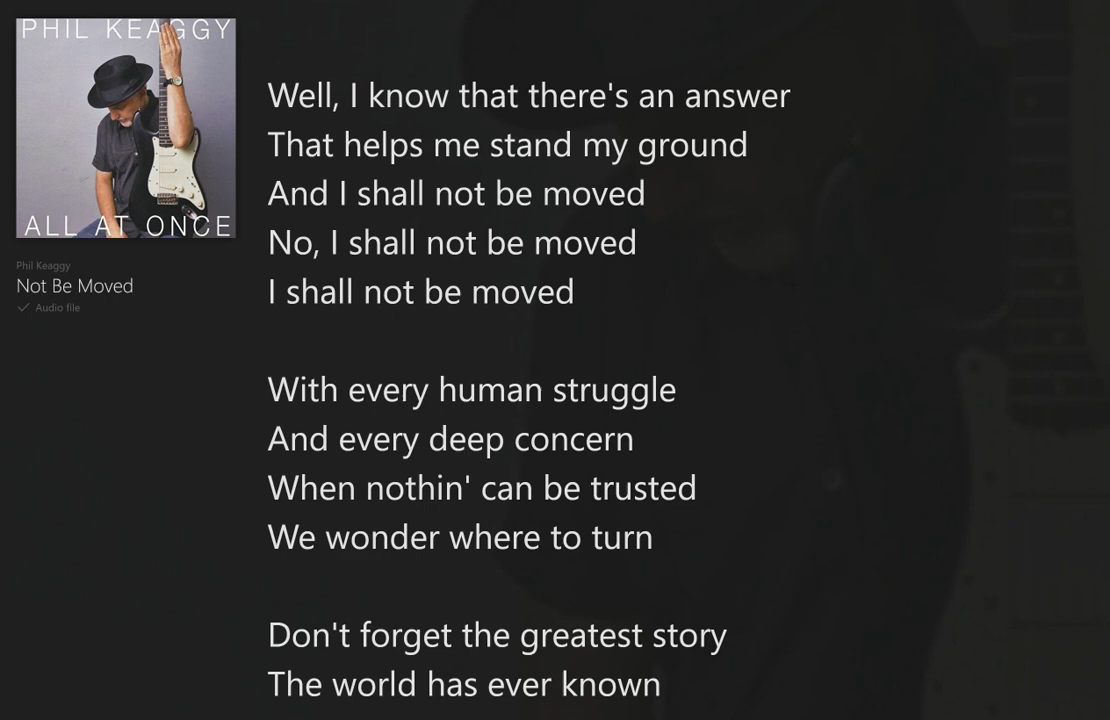 PHIL KEAGGY
ALL AT ONCE
Phil Keaggy
Not Be Moved
Audio file
Well, I know that there's an answer
That helps me stand my ground
And I shall not be moved
No, I shall not be moved
I shall not be moved
With every human struggle
And every deep concern
When nothin' can be trusted
We wonder where to turn
Don't forget the greatest story
The world has ever known